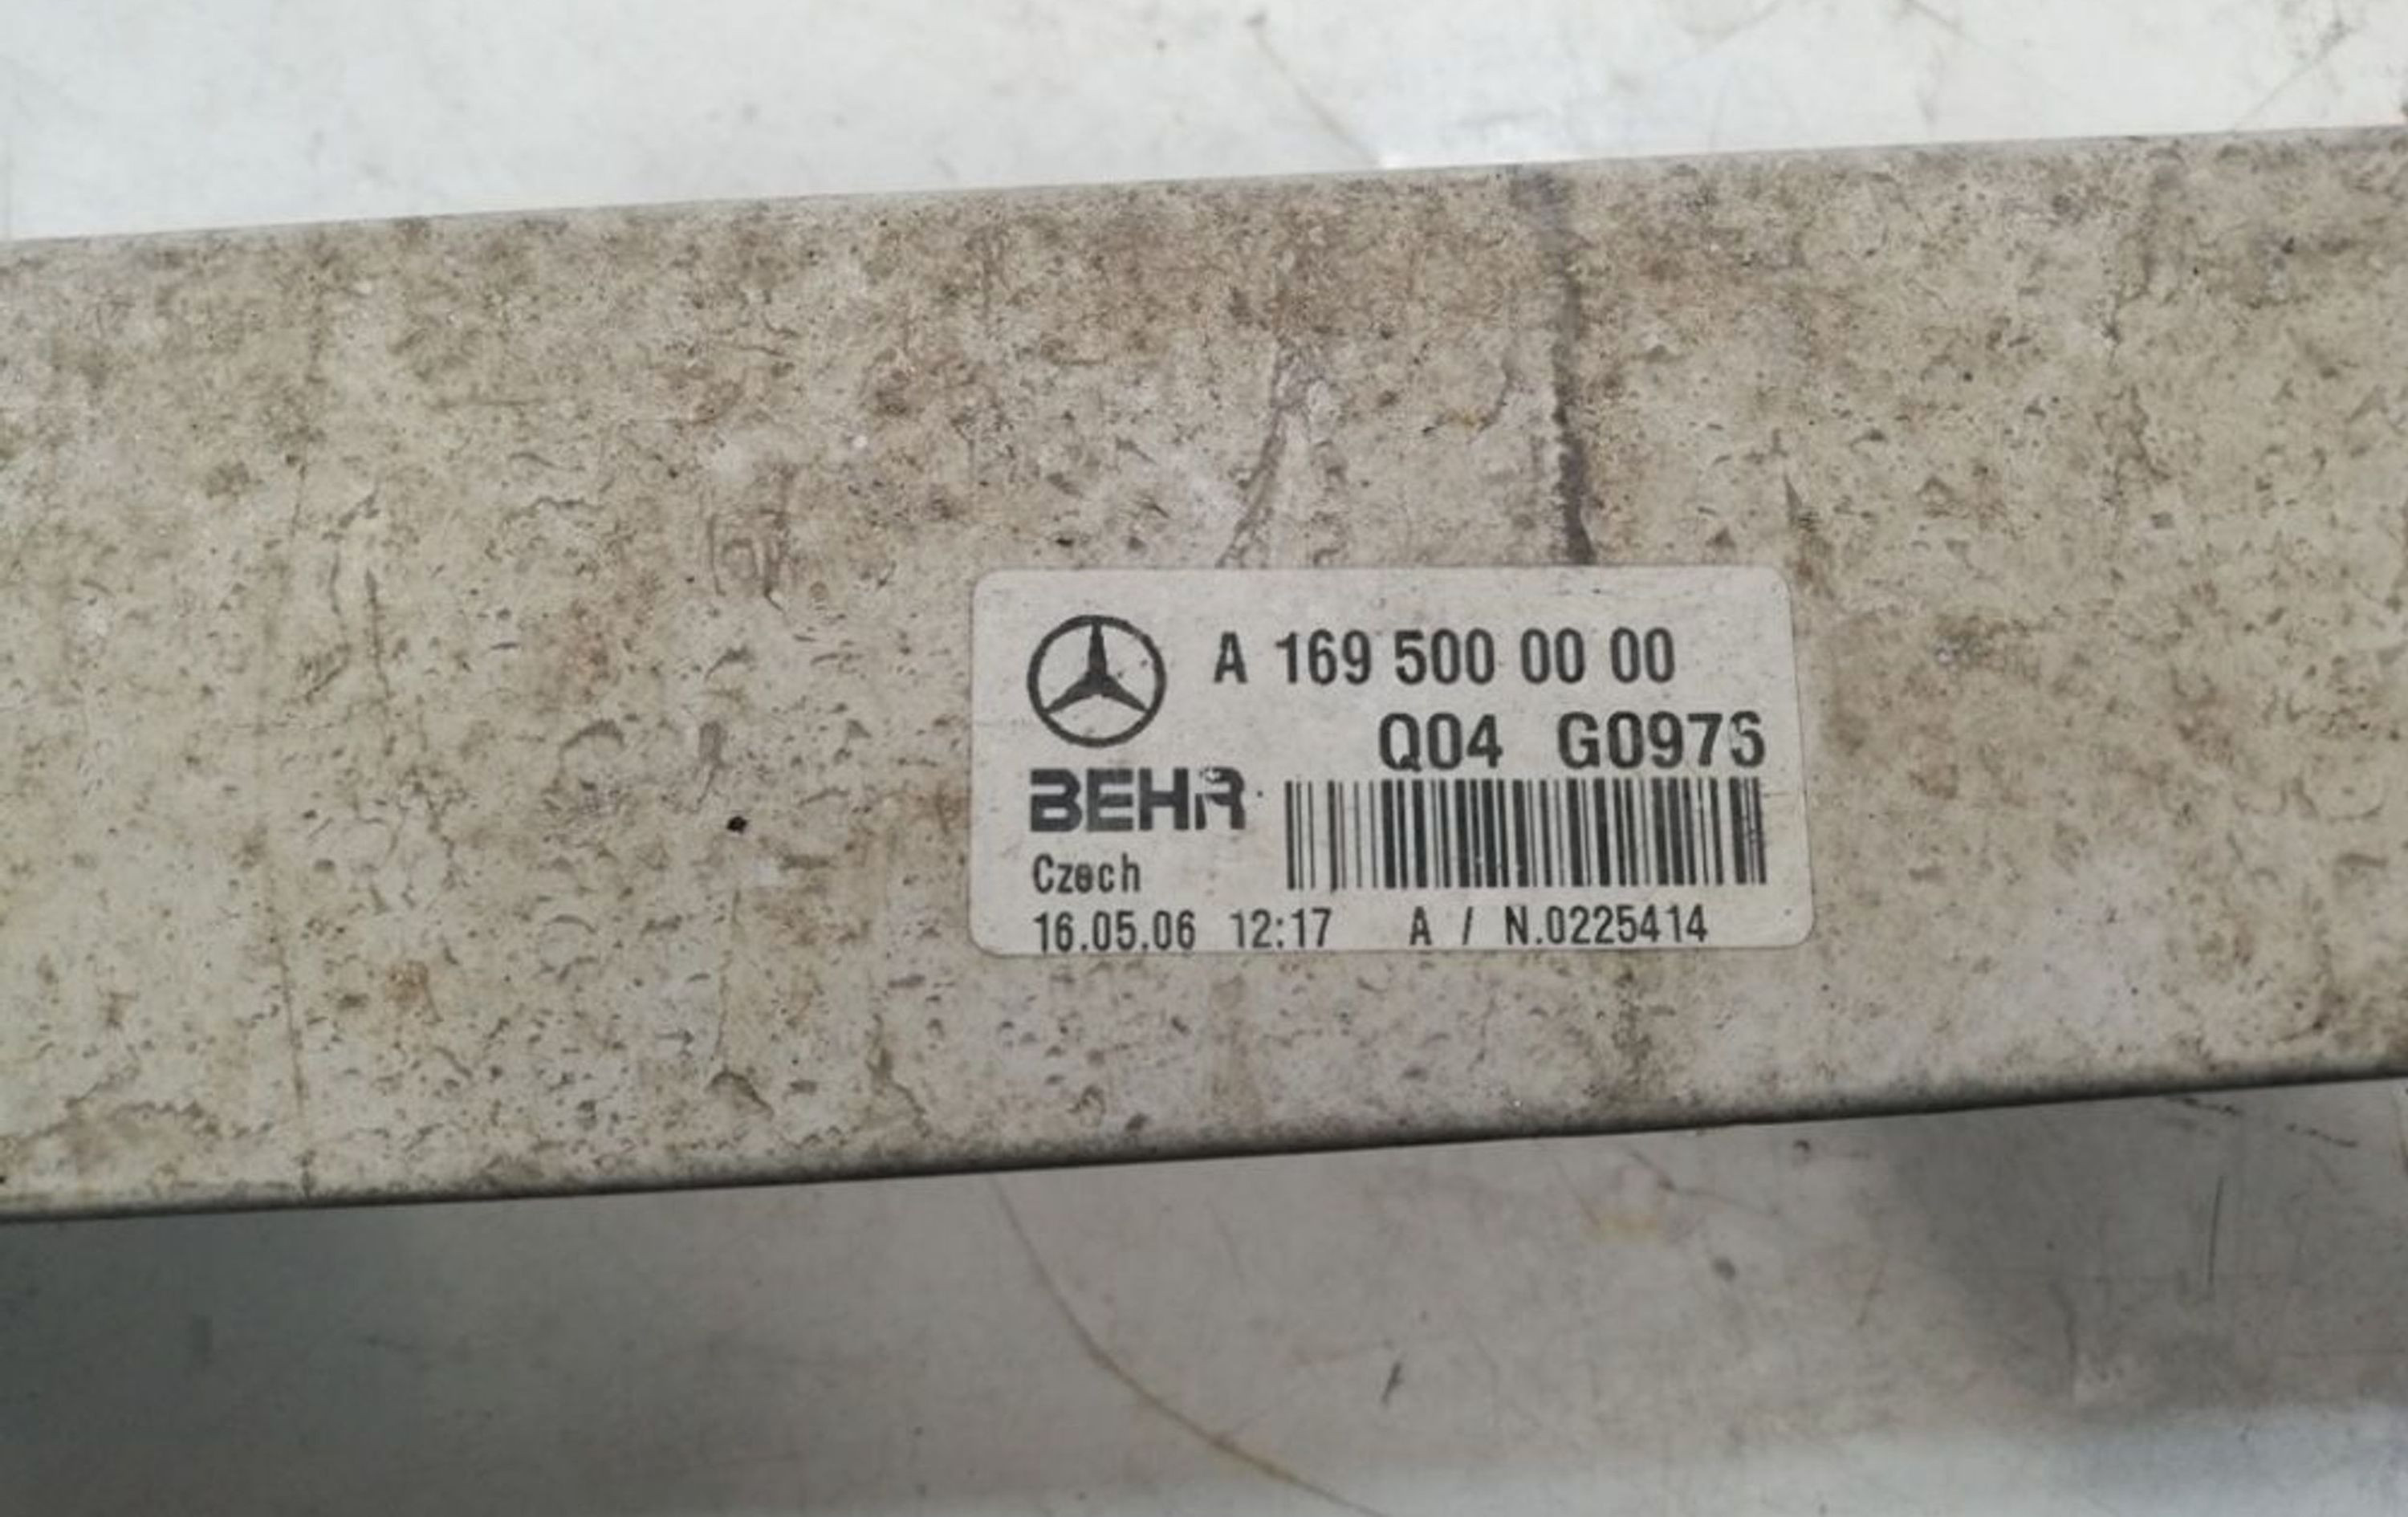 A 169 500 00 00
Q04 G0976
BEHR
Czech
16.05.06 12:17 A / N.0225414